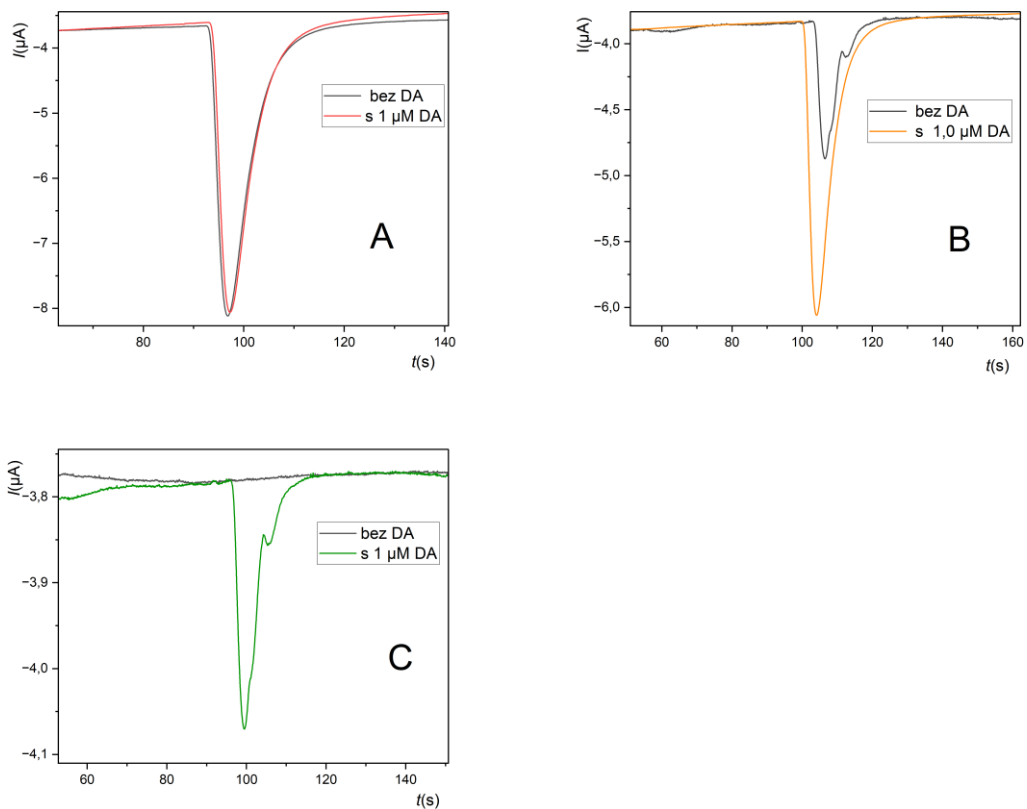 I(µA)
−4
−5
−6
−7
−8
80
100
120
140
t(s)
bez DA
s 1 µM DA
A
I(µA)
−4,0
−4,5
−5,0
−5,5
−6,0
60
80
100
120
140
160
t(s)
bez DA
s 1,0 µM DA
B
I(µA)
−3,8
−3,9
−4,0
−4,1
60
80
100
120
140
t(s)
bez DA
s 1 µM DA
C